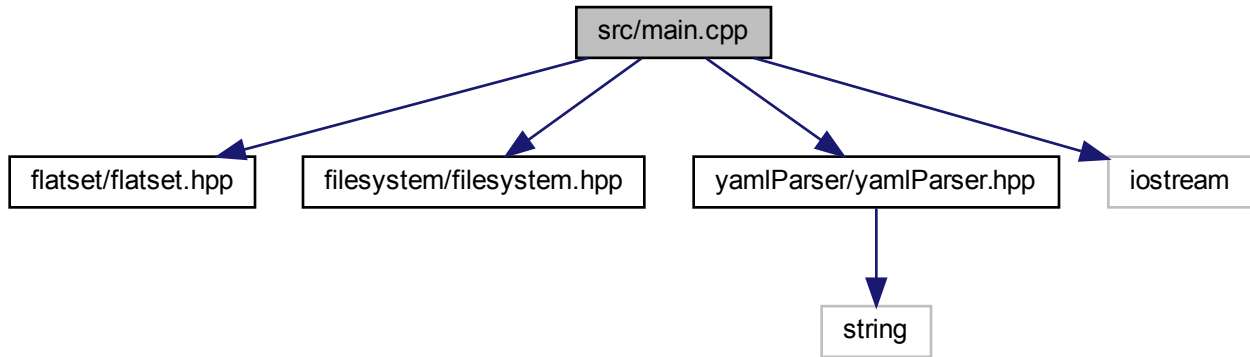 src/main.cpp
flatset/flatset.hpp
filesystem/filesystem.hpp
yamlParser/yamlParser.hpp
iostream
string